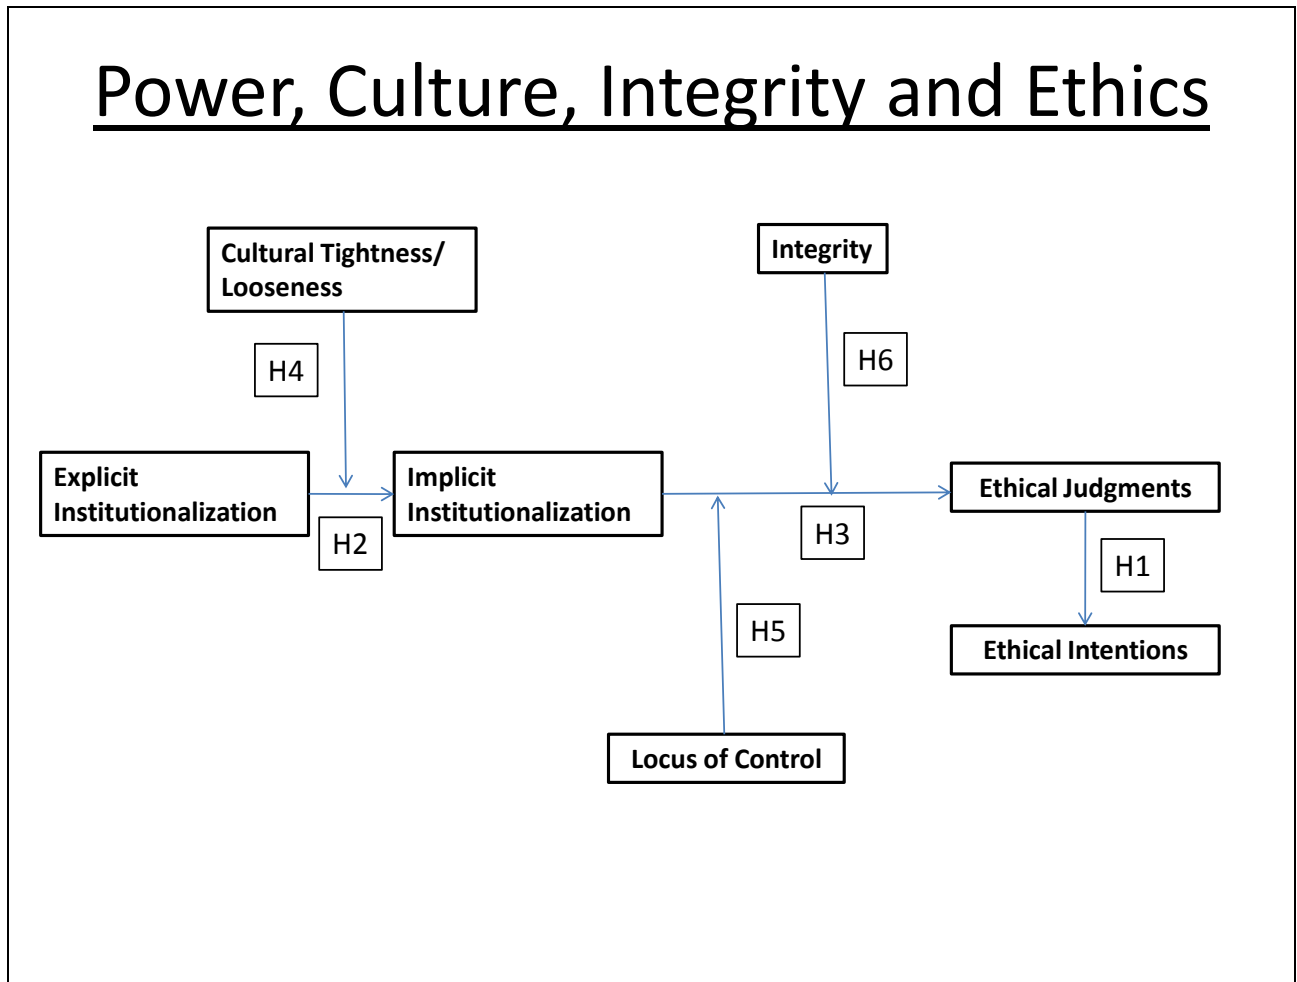 Power, Culture, Integrity and Ethics
Cultural Tightness/
Looseness
Integrity
H4
H6
Explicit
Institutionalization
Implicit
Institutionalization
Ethical Judgments
H2
H3
H1
H5
Ethical Intentions
Locus of Control